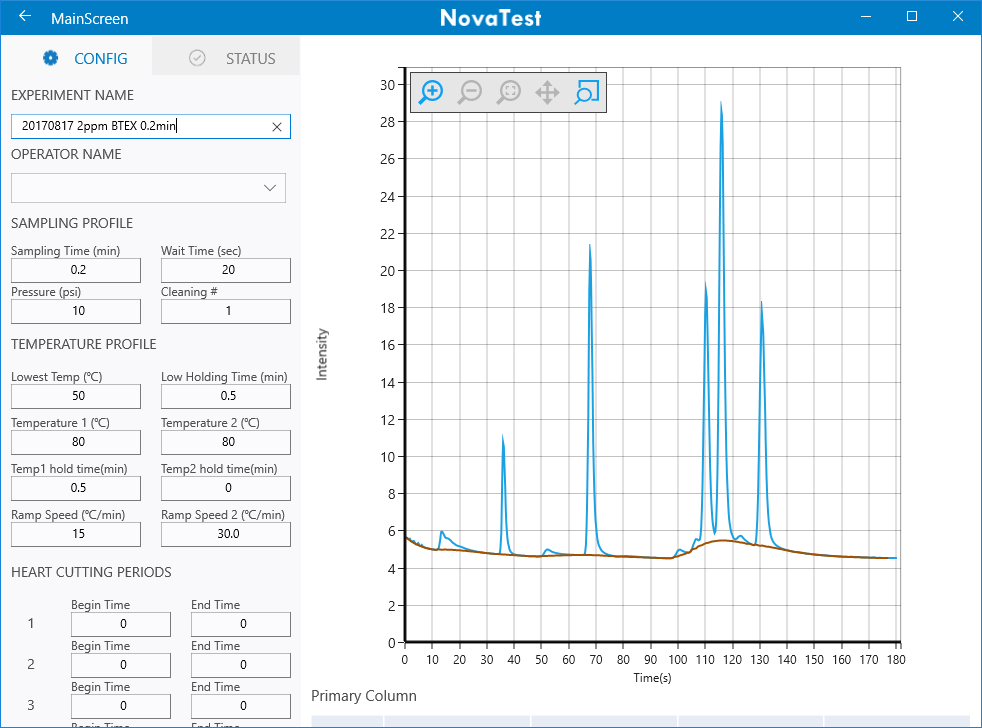 MainScreen
NovaTest
CONFIG
STATUS
EXPERIMENT NAME
20170817 2ppm BTEX 0.2min
OPERATOR NAME
SAMPLING PROFILE
Sampling Time (min) Wait Time (sec)
0.2 20
Pressure (psi) Cleaning #
10 1
TEMPERATURE PROFILE
Lowest Temp (℃) Low Holding Time (min)
50 0.5
Temperature 1 (℃) Temperature 2 (℃)
80 80
Temp1 hold time(min) Temp2 hold time(min)
0.5 0
Ramp Speed (℃/min) Ramp Speed 2 (℃/min)
15 30.0
HEART CUTTING PERIODS
Begin Time End Time
1 0 0
Begin Time End Time
2 0 0
Begin Time End Time
3 0 0
Begin Time End Time
30
28
26
24
22
20
18
16
14
12
10
8
6
4
2
0
Intensity
0 10 20 30 40 50 60 70 80 90 100 110 120 130 140 150 160 170 180
Time(s)
Primary Column